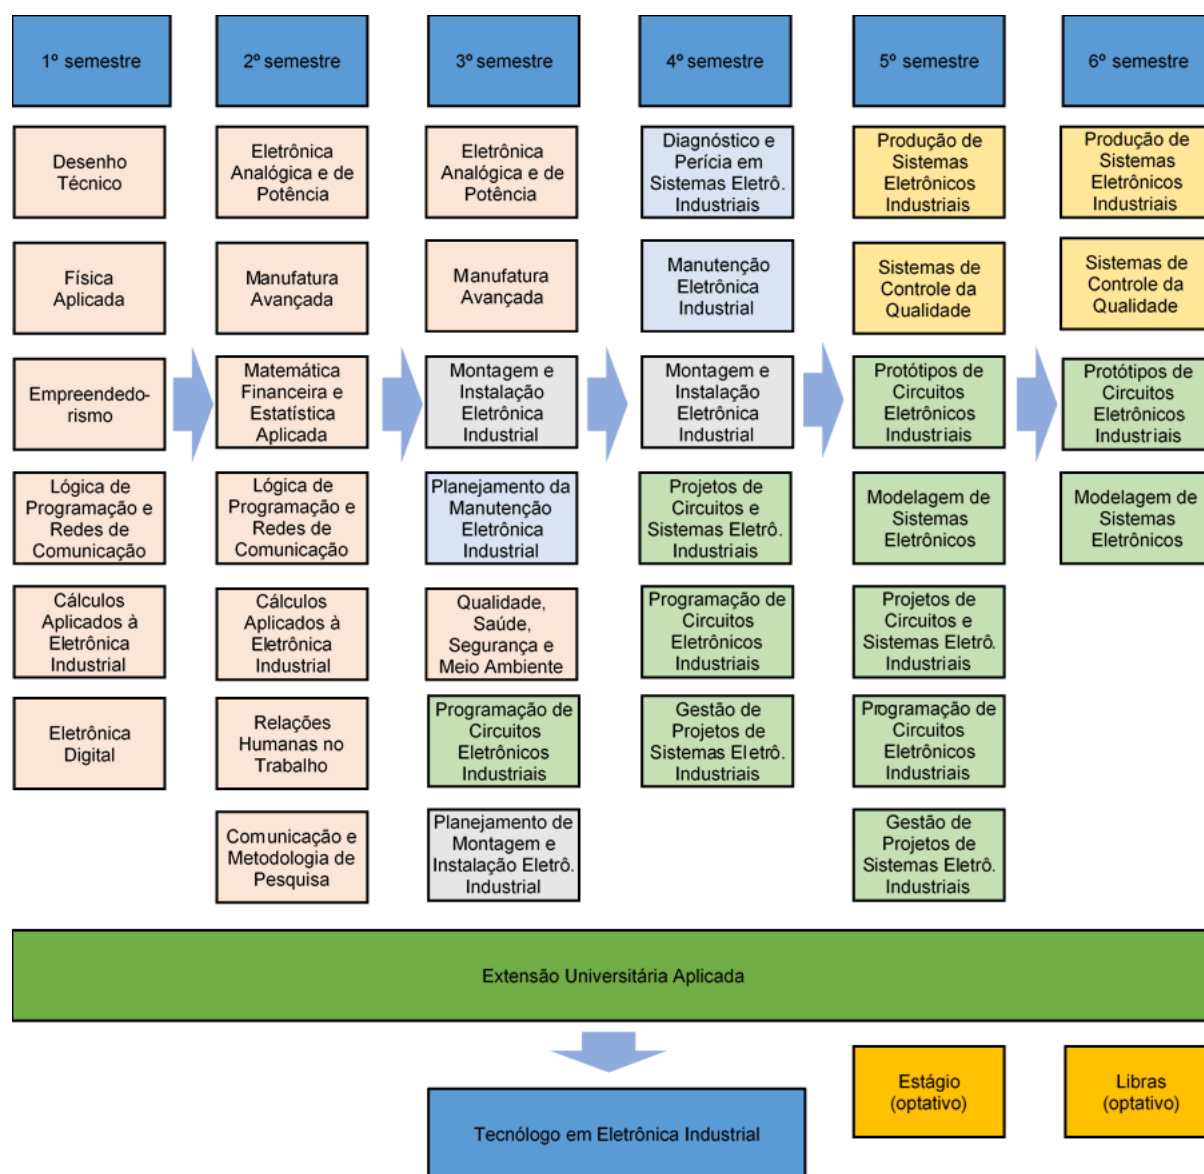 1º semestre
2º semestre
3º semestre
4º semestre
5º semestre
6º semestre
Desenho
Técnico
Eletrônica
Analógica e de
Potência
Eletrônica
Analógica e de
Potência
Diagnóstico e
Perícia em
Sistemas Eletrô.
Industriais
Produção de
Sistemas
Eletrônicos
Industriais
Produção de
Sistemas
Eletrônicos
Industriais
Física
Aplicada
Manufatura
Avançada
Manufatura
Avançada
Manutenção
Eletrônica
Industrial
Sistemas de
Controle da
Qualidade
Sistemas de
Controle da
Qualidade
Empreendedo-
rismo
Matemática
Financeira e
Estatística
Aplicada
Montagem e
Instalação
Eletrônica
Industrial
Montagem e
Instalação
Eletrônica
Industrial
Protótipos de
Circuitos
Eletrônicos
Industriais
Protótipos de
Circuitos
Eletrônicos
Industriais
Lógica de
Programação e
Redes de
Comunicação
Lógica de
Programação e
Redes de
Comunicação
Planejamento da
Manutenção
Eletrônica
Industrial
Projetos de
Circuitos e
Sistemas Eletrô.
Industriais
Modelagem de
Sistemas
Eletrônicos
Modelagem de
Sistemas
Eletrônicos
Cálculos
Aplicados à
Eletrônica
Industrial
Cálculos
Aplicados à
Eletrônica
Industrial
Qualidade,
Saúde,
Segurança e
Meio Ambiente
Programação de
Circuitos
Eletrônicos
Industriais
Projetos de
Circuitos e
Sistemas Eletrô.
Industriais
Eletrônica
Digital
Relações
Humanas no
Trabalho
Programação de
Circuitos
Eletrônicos
Industriais
Gestão de
Projetos de
Sistemas Eletrô.
Industriais
Programação de
Circuitos
Eletrônicos
Industriais
Comunicação e
Metodologia de
Pesquisa
Planejamento de
Montagem e
Instalação Eletrô.
Industrial
Gestão de
Projetos de
Sistemas Eletrô.
Industriais
Extensão Universitária Aplicada
Estágio
(optativo)
Libras
(optativo)
Tecnólogo em Eletrônica Industrial